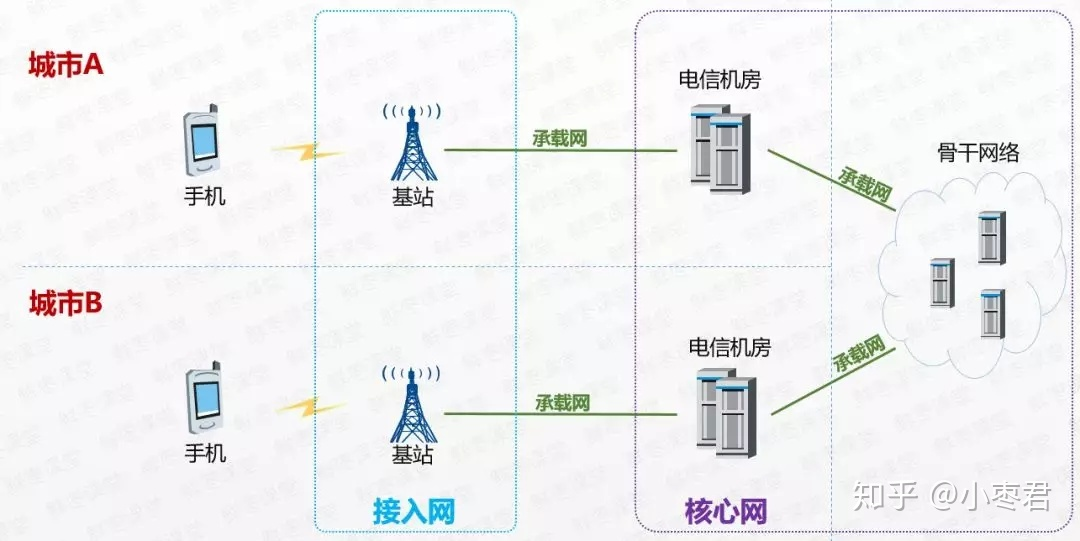 城市A
手机
基站
承载网
电信机房
承载网
骨干网络
城市B
手机
基站
承载网
电信机房
承载网
接入网
核心网
知乎 @小枣君